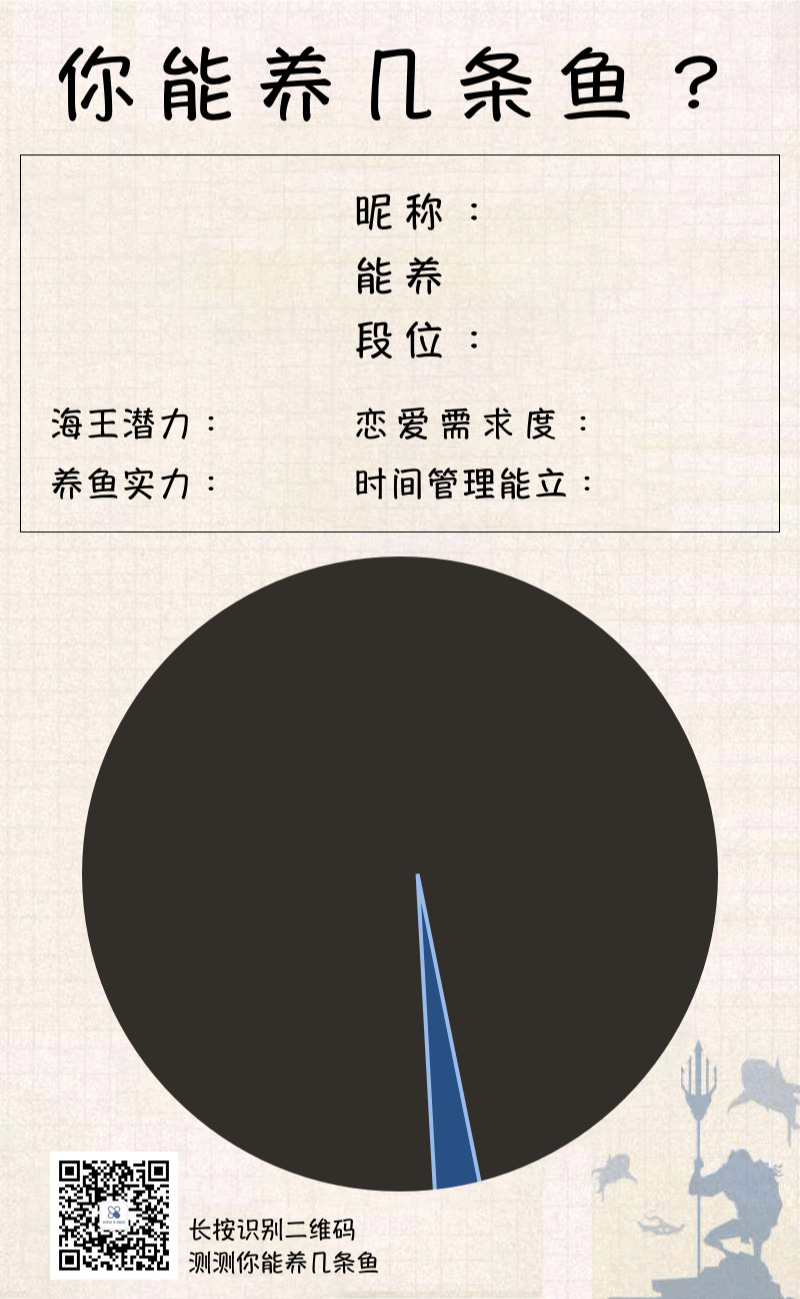 你能养几条鱼？
昵称：
能养
段位：
海王潜力： 恋爱需求度：
养鱼实力： 时间管理能立：
长按识别二维码
测测你能养几条鱼